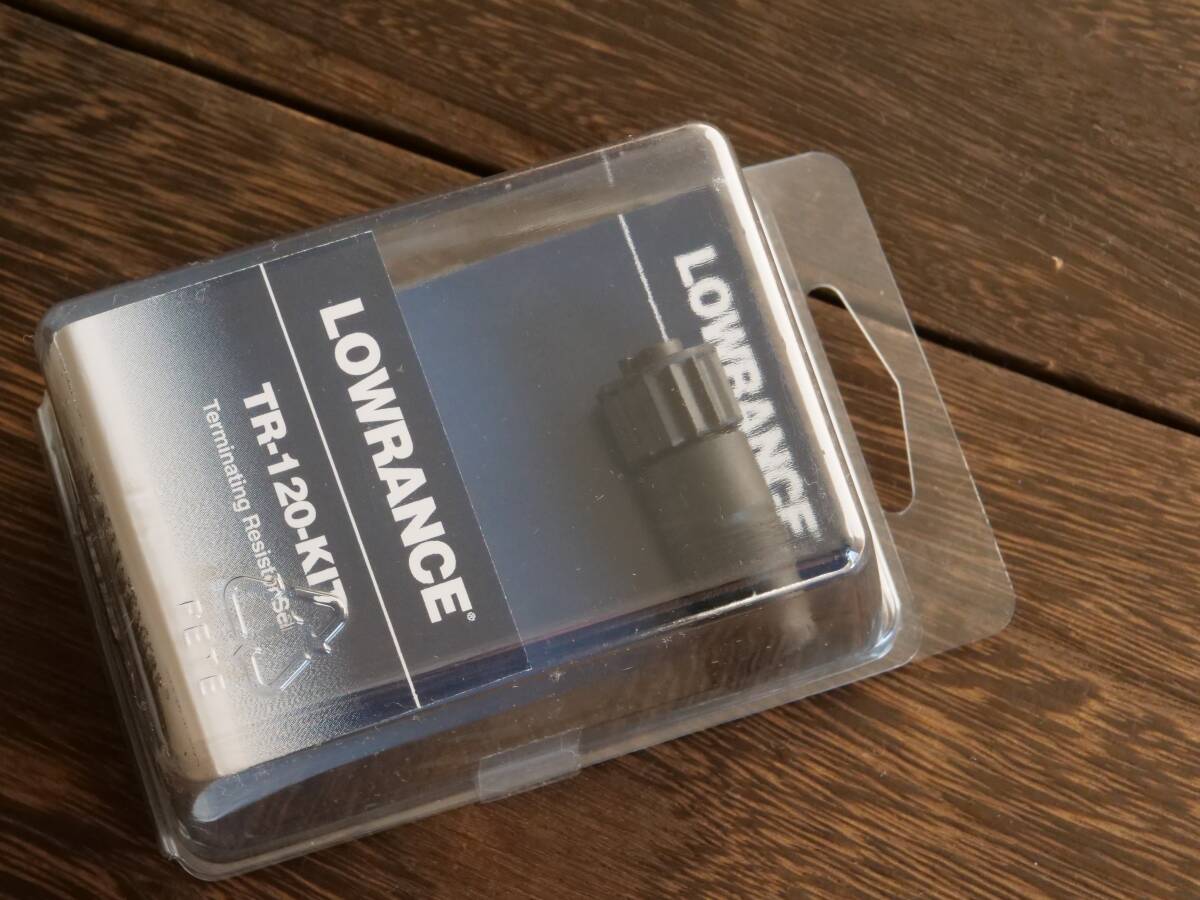 LOWRANCE®
TR-120-KIT
Terminating Resistor Set
PETE
LOWRANCE